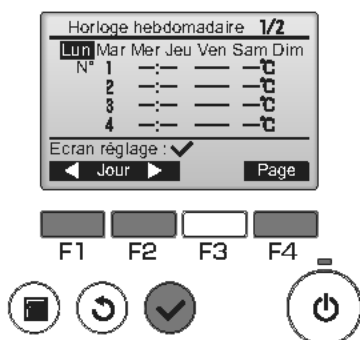 Horloge hebdomadaire 1/2
Lun Mar Mer Jeu Ven Sam Dim
N° 1 –:– — –℃
2 –:– — –℃
3 –:– — –℃
4 –:– — –℃
Ecran réglage : ✓
◀ Jour ▶ Page
F1 F2 F3 F4